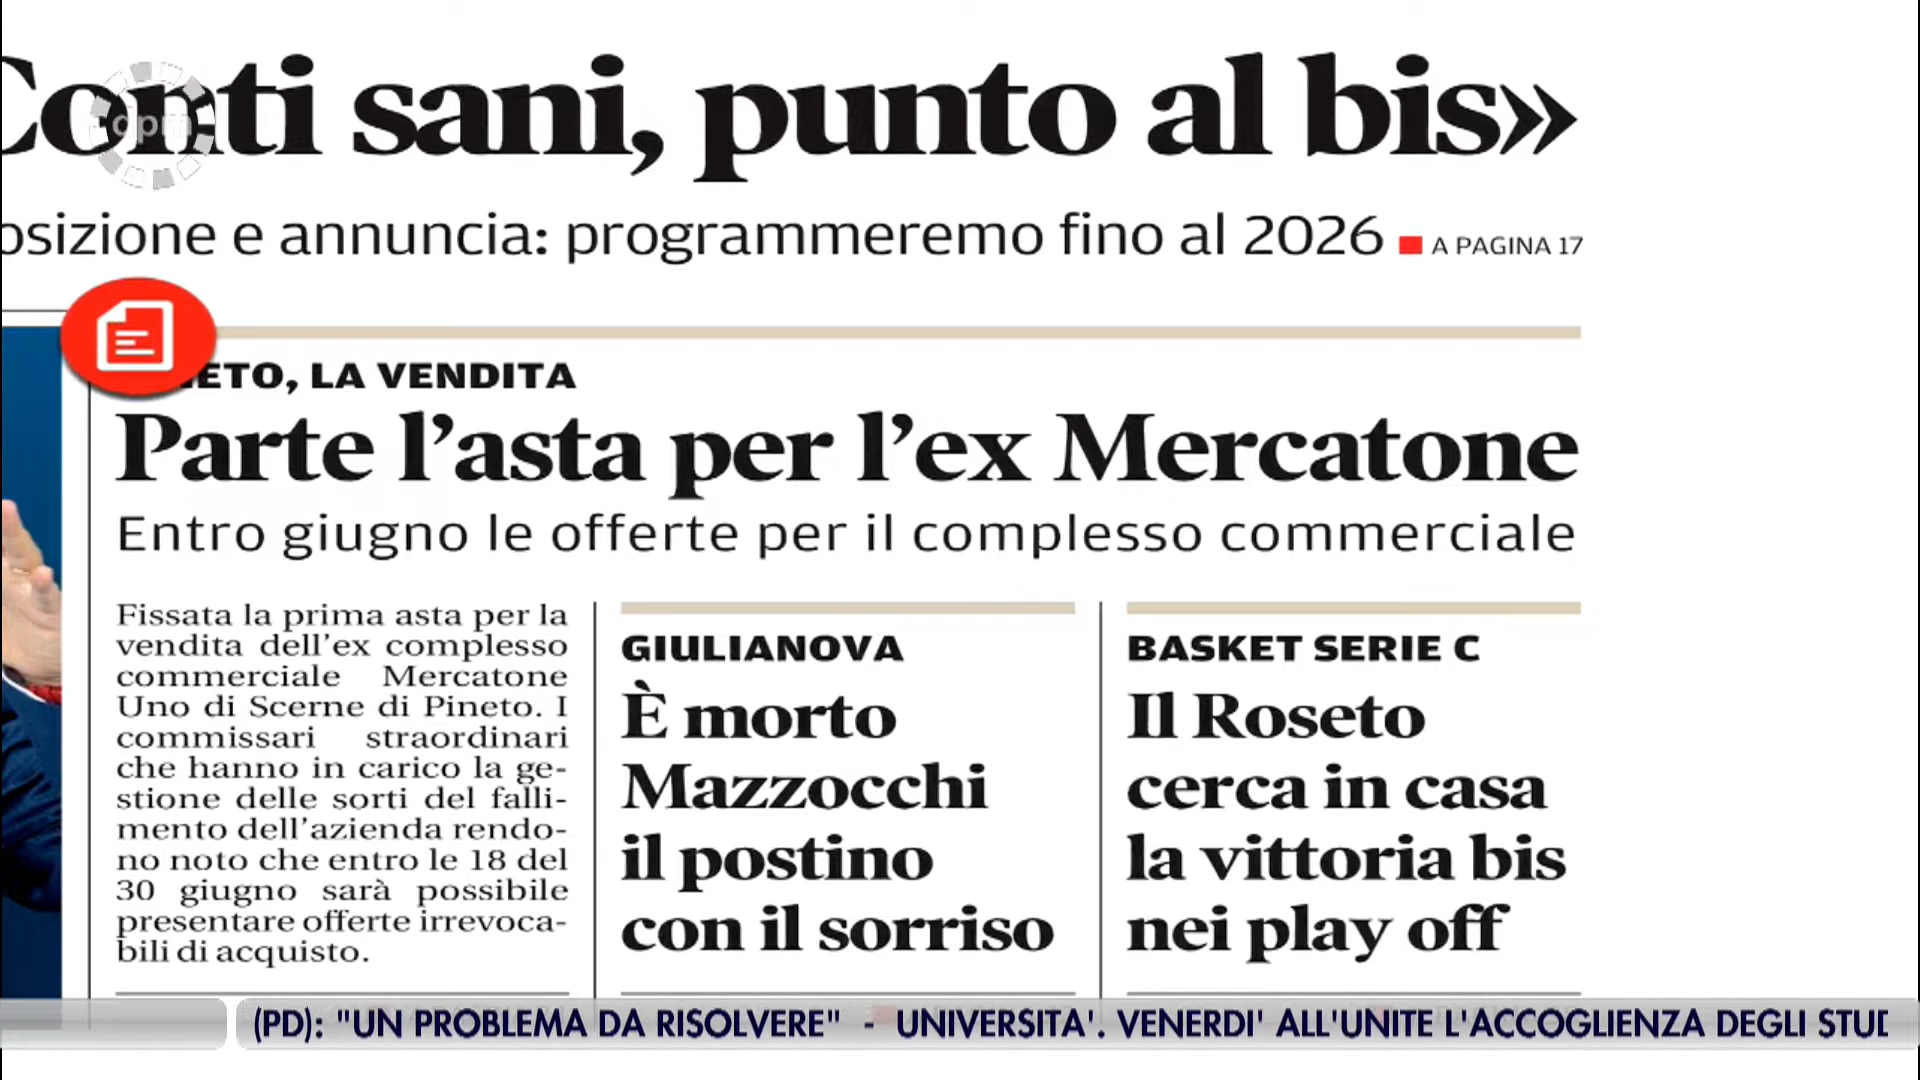 Conti sani, punto al bis»
dpm
osizione e annuncia: programmeremo fino al 2026 A PAGINA 17
ETO, LA VENDITA
Parte l’asta per l’ex Mercatone
Entro giugno le offerte per il complesso commerciale
Fissata la prima asta per la
vendita dell’ex complesso
commerciale Mercatone
Uno di Scerne di Pineto. I
commissari straordinari
che hanno in carico la ge-
stione delle sorti del falli-
mento dell’azienda rendo-
no noto che entro le 18 del
30 giugno sarà possibile
presentare offerte irrevoca-
bili di acquisto.
GIULIANOVA
È morto
Mazzocchi
il postino
con il sorriso
BASKET SERIE C
Il Roseto
cerca in casa
la vittoria bis
nei play off
(PD): "UN PROBLEMA DA RISOLVERE" - UNIVERSITA'. VENERDI' ALL'UNITE L'ACCOGLIENZA DEGLI STUD